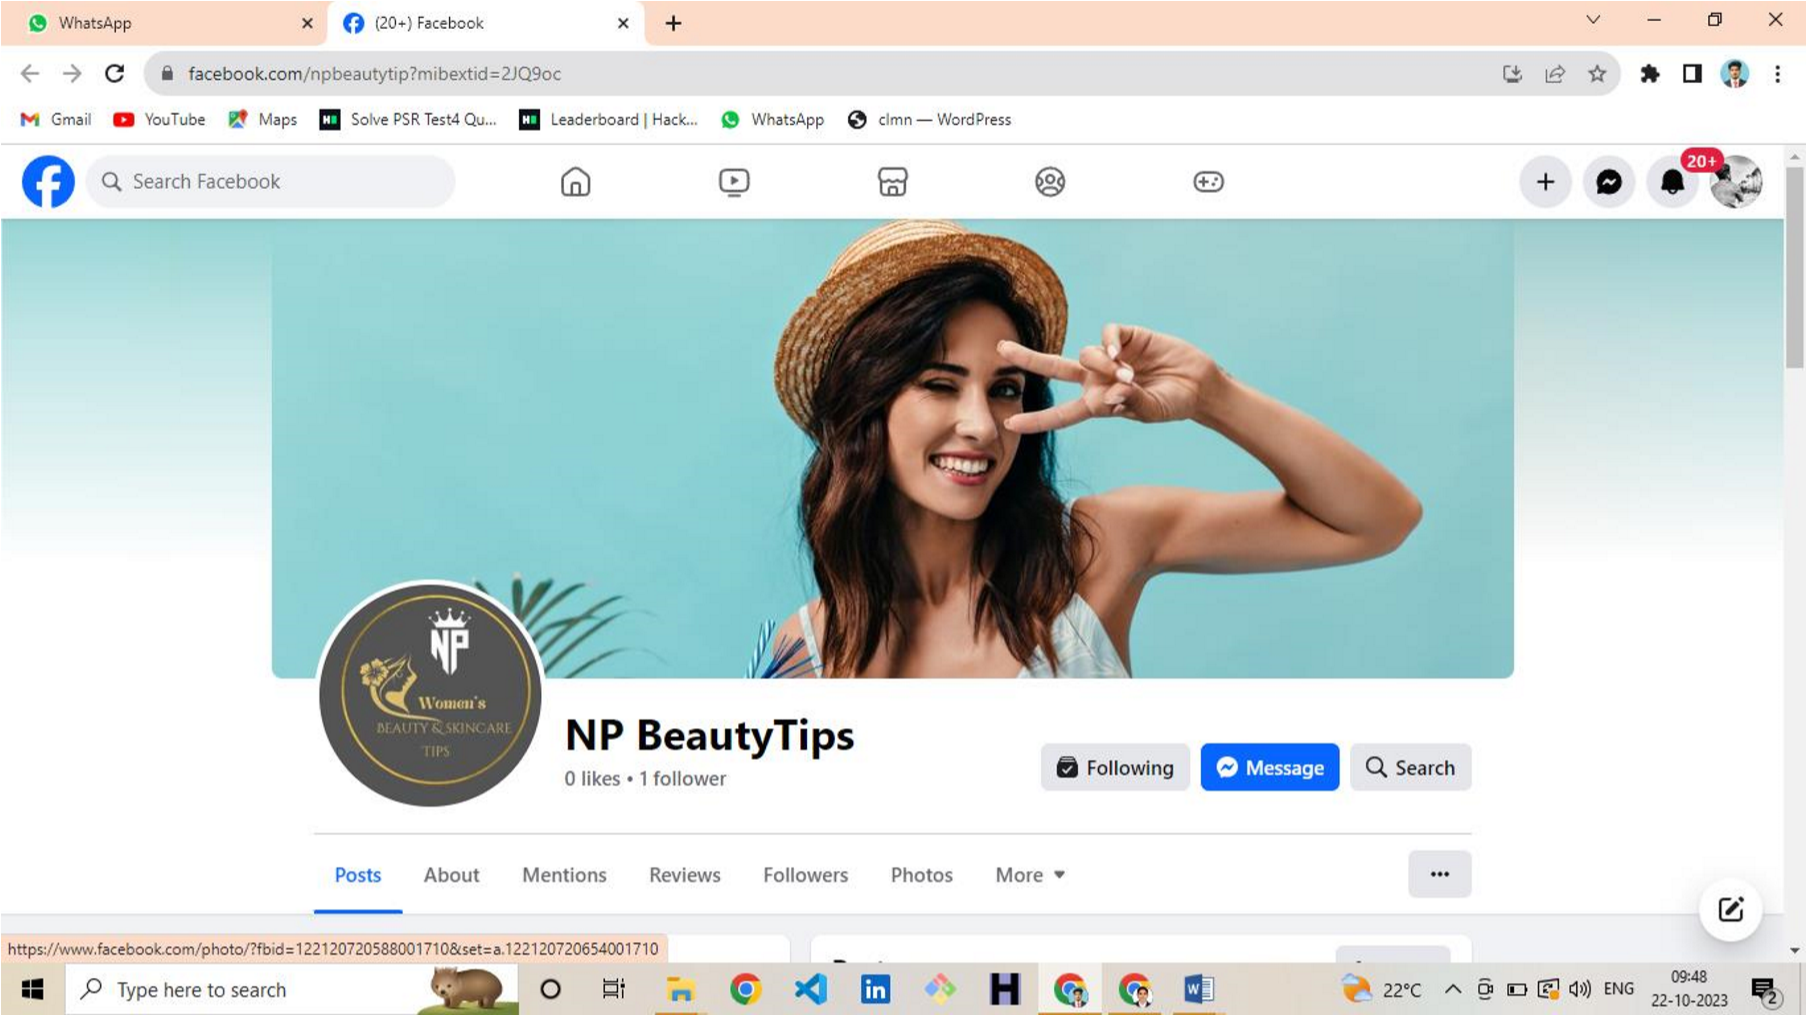 WhatsApp
(20+) Facebook
facebook.com/npbeautytip?mibextid=2JQ9oc
Gmail YouTube Maps Solve PSR Test4 Qu... Leaderboard | Hack... WhatsApp clmn — WordPress
Search Facebook
20+
NP
Women's
BEAUTY & SKINCARE
TIPS
NP BeautyTips
0 likes • 1 follower
Following Message Search
Posts About Mentions Reviews Followers Photos More
https://www.facebook.com/photo/?fbid=122120720588001710&set=a.122120720654001710
Type here to search
22°C ENG
09:48
22-10-2023
2